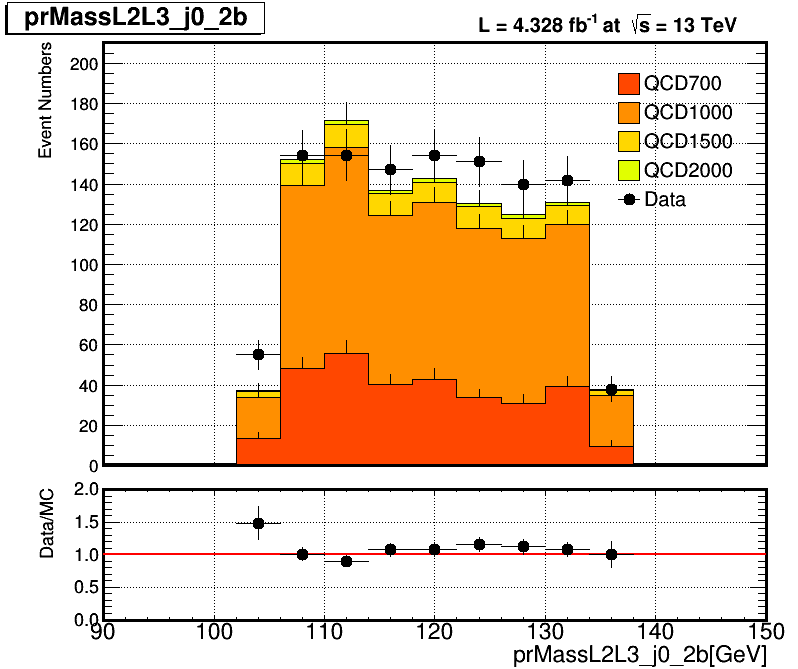 prMassL2L3_j0_2b
L = 4.328 fb⁻¹ at √s = 13 TeV
Event Numbers
200
180
160
140
120
100
80
60
40
20
0
QCD700
QCD1000
QCD1500
QCD2000
Data
Data/MC
2.0
1.5
1.0
0.5
0.0
90 100 110 120 130 140 150
prMassL2L3_j0_2b[GeV]